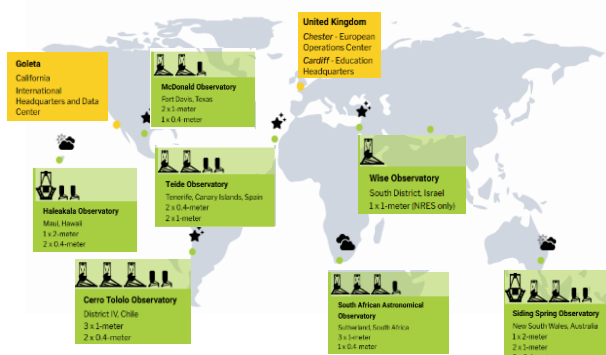 United Kingdom
Chester - European
Operations Center
Cardiff - Education
Headquarters
Goleta
California
International
Headquarters and Data
Center
McDonald Observatory
Fort Davis, Texas
2 x 1-meter
1 x 0.4-meter
Teide Observatory
Tenerife, Canary Islands, Spain
2 x 0.4-meter
2 x 1-meter
Wise Observatory
South District, Israel
1 x 1-meter (NRES only)
Haleakala Observatory
Maui, Hawaii
1 x 2-meter
2 x 0.4-meter
Cerro Tololo Observatory
District IV, Chile
3 x 1-meter
2 x 0.4-meter
South African Astronomical
Observatory
Sutherland, South Africa
3 x 1-meter
1 x 0.4-meter
Siding Spring Observatory
New South Wales, Australia
1 x 2-meter
2 x 1-meter